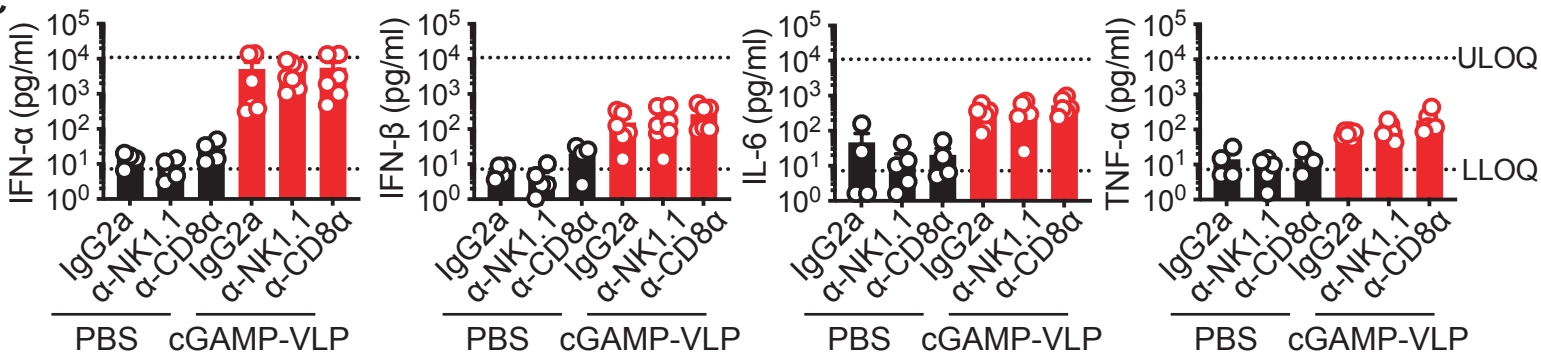 IFN-α (pg/ml)
10⁵
10⁴
10³
10²
10¹
10⁰
IgG2a
α-NK1.1
α-CD8α
IgG2a
α-NK1.1
α-CD8α
PBS
cGAMP-VLP
IFN-β (pg/ml)
10⁵
10⁴
10³
10²
10¹
10⁰
IgG2a
α-NK1.1
α-CD8α
IgG2a
α-NK1.1
α-CD8α
PBS
cGAMP-VLP
IL-6 (pg/ml)
10⁵
10⁴
10³
10²
10¹
10⁰
IgG2a
α-NK1.1
α-CD8α
IgG2a
α-NK1.1
α-CD8α
PBS
cGAMP-VLP
TNF-α (pg/ml)
10⁵
10⁴
10³
10²
10¹
10⁰
ULOQ
LLOQ
IgG2a
α-NK1.1
α-CD8α
IgG2a
α-NK1.1
α-CD8α
PBS
cGAMP-VLP